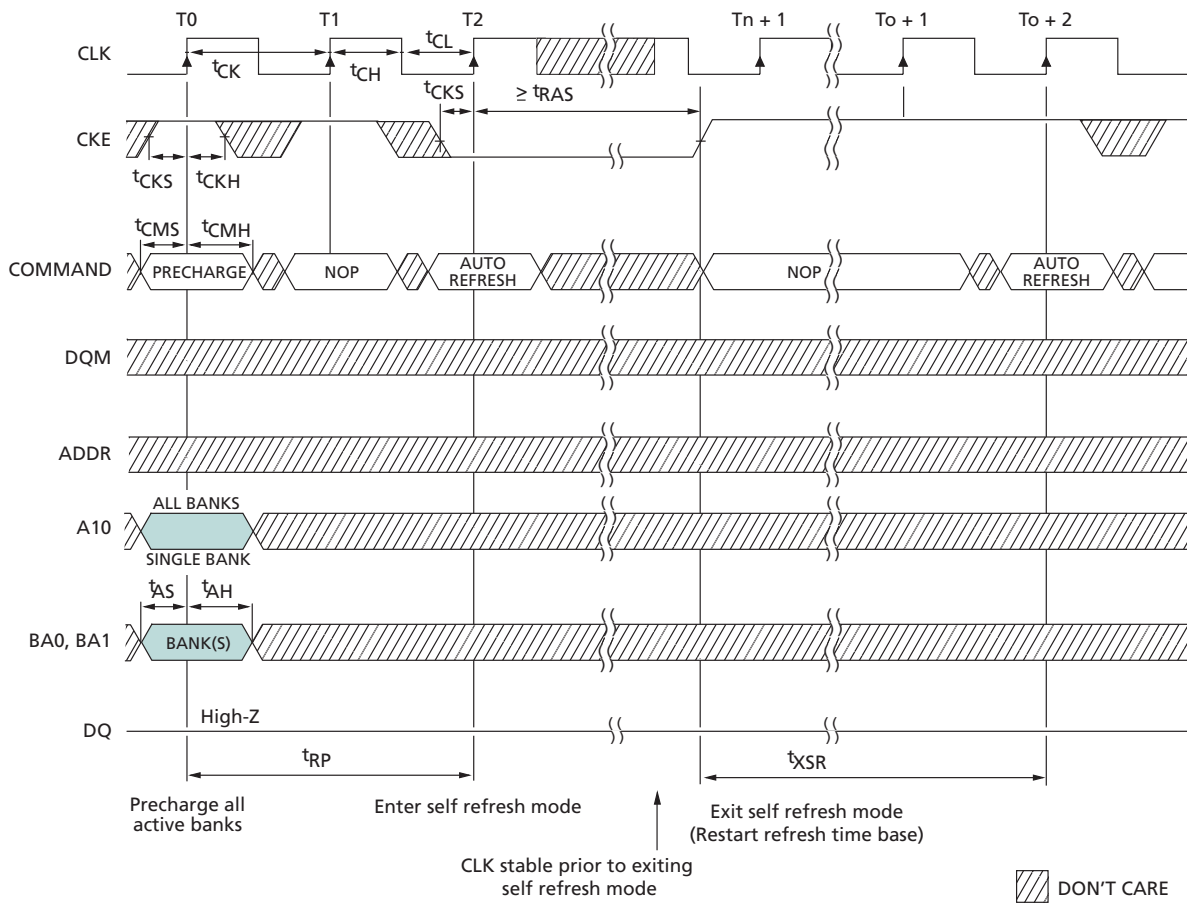 T0 T1 T2 Tn + 1 To + 1 To + 2
CLK
tCK tCH tCL
tCKS ≥ tRAS
CKE
tCKS tCKH
tCMS tCMH
COMMAND PRECHARGE NOP AUTO REFRESH NOP AUTO REFRESH
DQM
ADDR
ALL BANKS
A10
SINGLE BANK
tAS tAH
BA0, BA1 BANK(S)
High-Z
DQ
tRP tXSR
Precharge all
active banks
Enter self refresh mode
Exit self refresh mode
(Restart refresh time base)
CLK stable prior to exiting
self refresh mode
DON'T CARE